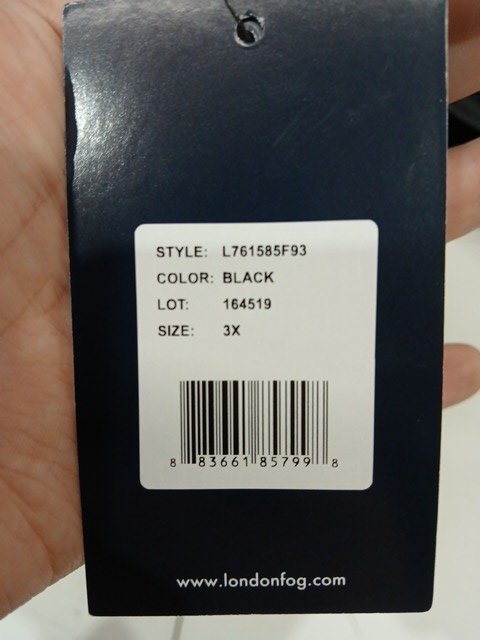 STYLE: L761585F93
COLOR: BLACK
LOT: 164519
SIZE: 3X
8 83661 85799 8
www.londonfog.com